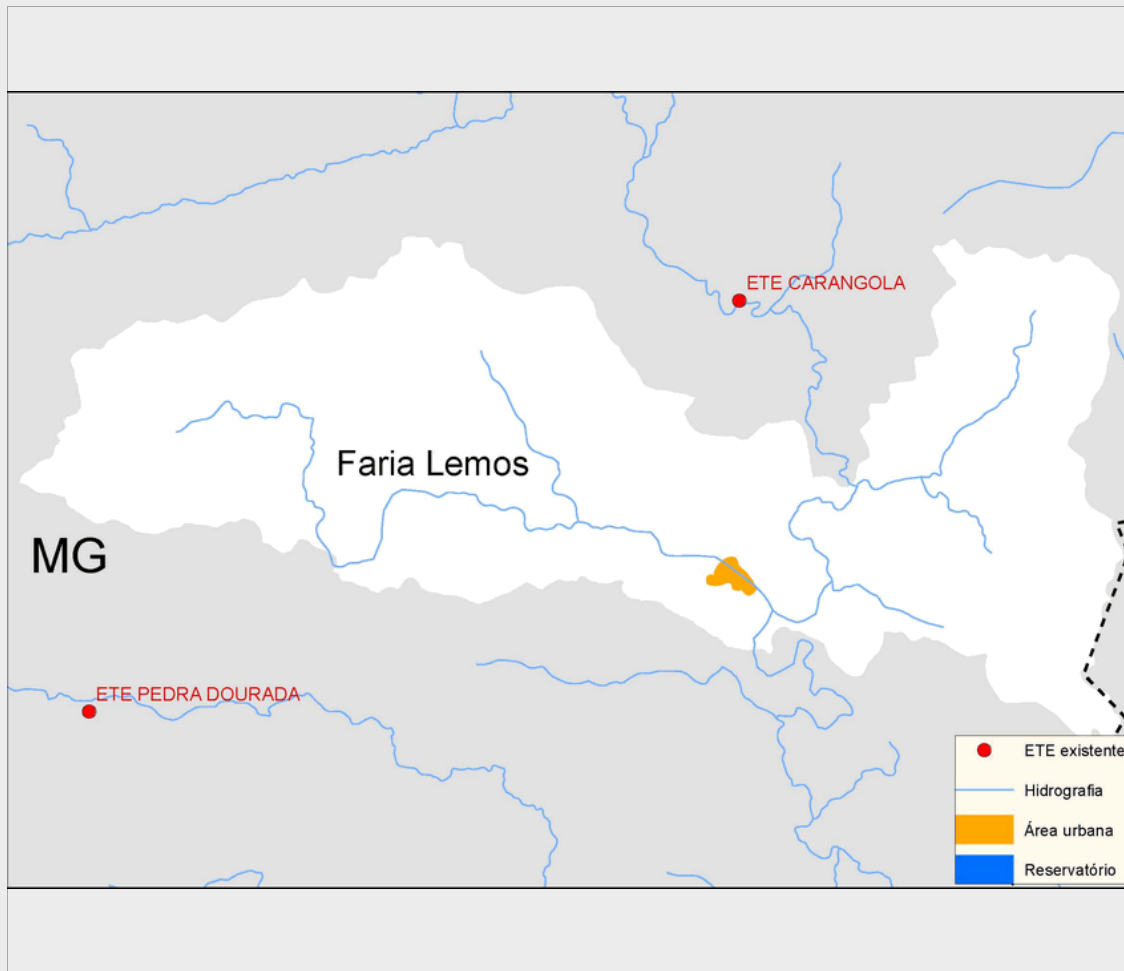 ETE CARANGOLA
Faria Lemos
MG
ETE PEDRA DOURADA
ETE existente
Hidrografia
Área urbana
Reservatório